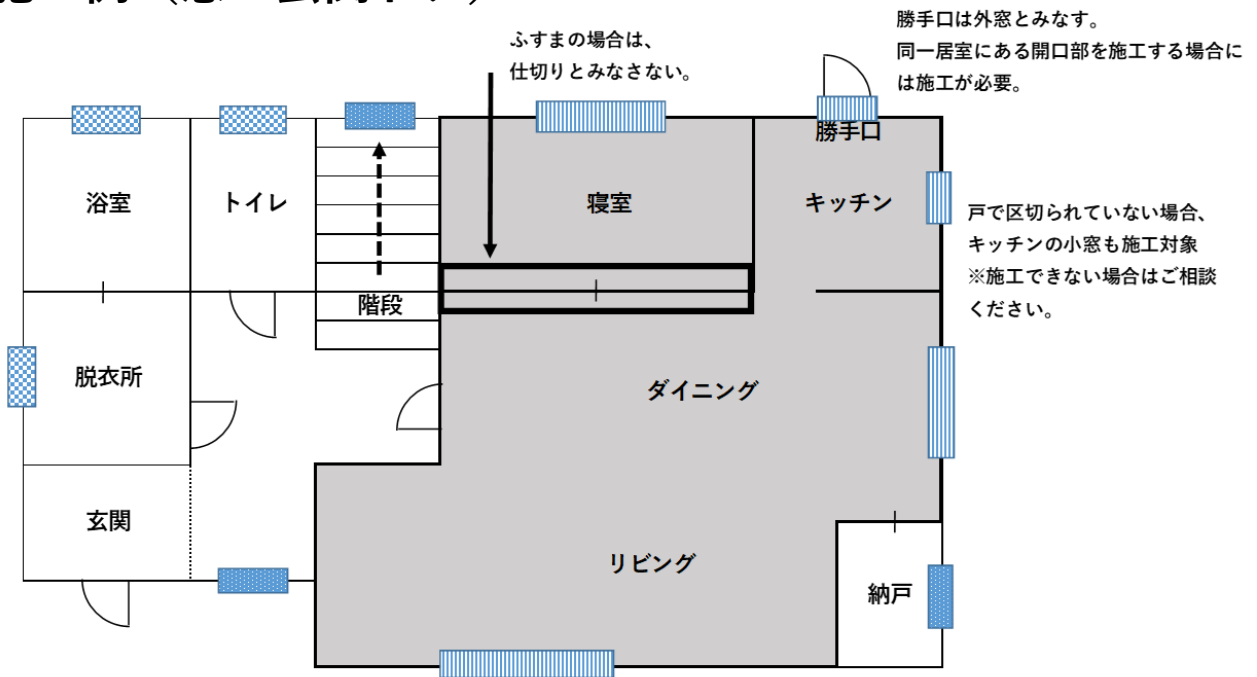 ふすまの場合は、
仕切りとみなさない。
勝手口は外窓とみなす。
同一居室にある開口部を施工する場合に
は施工が必要。
勝手口
浴室
トイレ
寝室
キッチン
戸で区切られていない場合、
キッチンの小窓も施工対象
※施工できない場合はご相談
ください。
階段
脱衣所
ダイニング
玄関
リビング
納戸